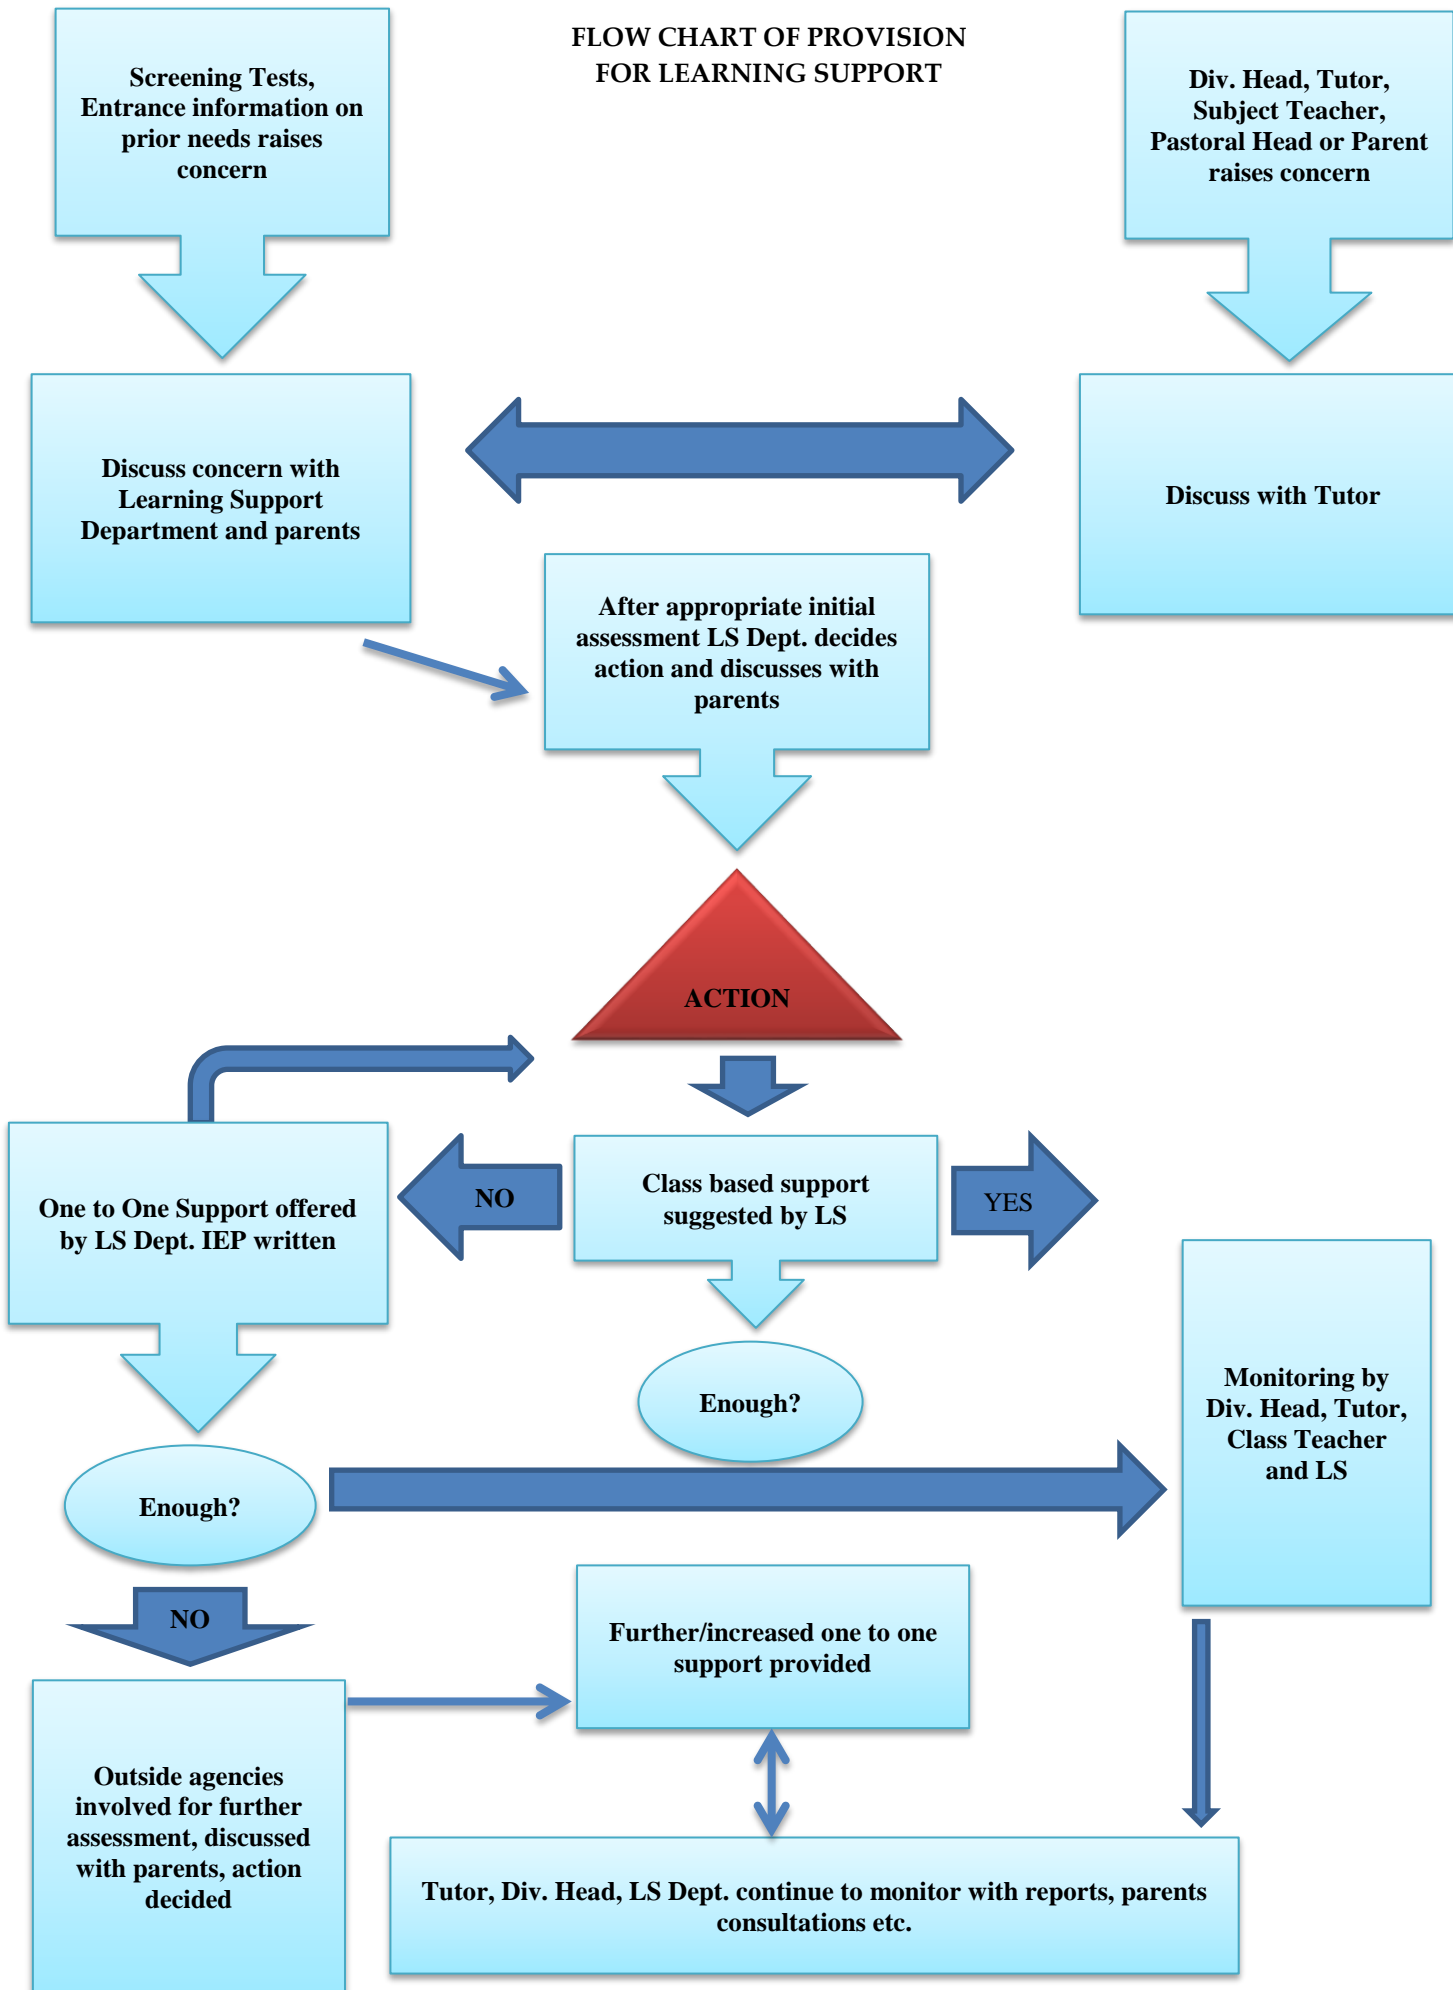 FLOW CHART OF PROVISION
FOR LEARNING SUPPORT
Screening Tests,
Entrance information on
prior needs raises
concern
Div. Head, Tutor,
Subject Teacher,
Pastoral Head or Parent
raises concern
Discuss concern with
Learning Support
Department and parents
Discuss with Tutor
After appropriate initial
assessment LS Dept. decides
action and discusses with
parents
ACTION
One to One Support offered
by LS Dept. IEP written
NO
Class based support
suggested by LS
YES
Enough?
Monitoring by
Div. Head, Tutor,
Class Teacher
and LS
Enough?
NO
Further/increased one to one
support provided
Outside agencies
involved for further
assessment, discussed
with parents, action
decided
Tutor, Div. Head, LS Dept. continue to monitor with reports, parents
consultations etc.